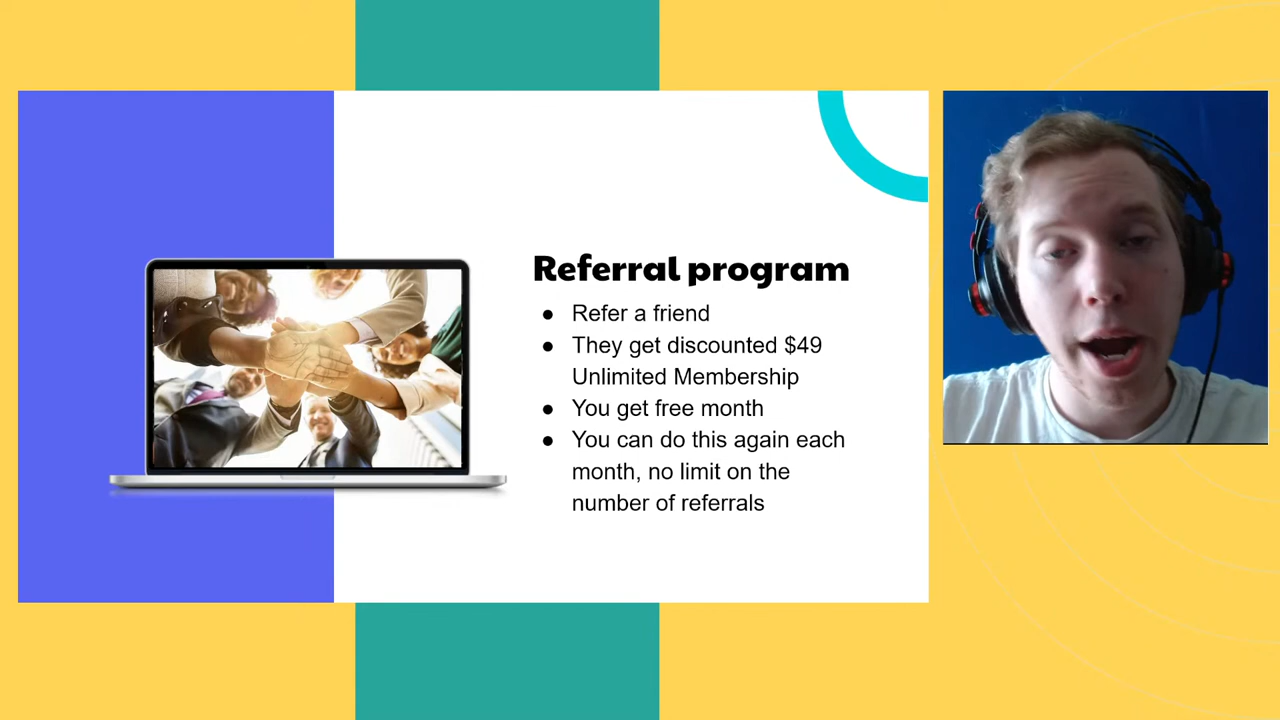 Referral program
● Refer a friend
● They get discounted $49
Unlimited Membership
● You get free month
● You can do this again each
month, no limit on the
number of referrals